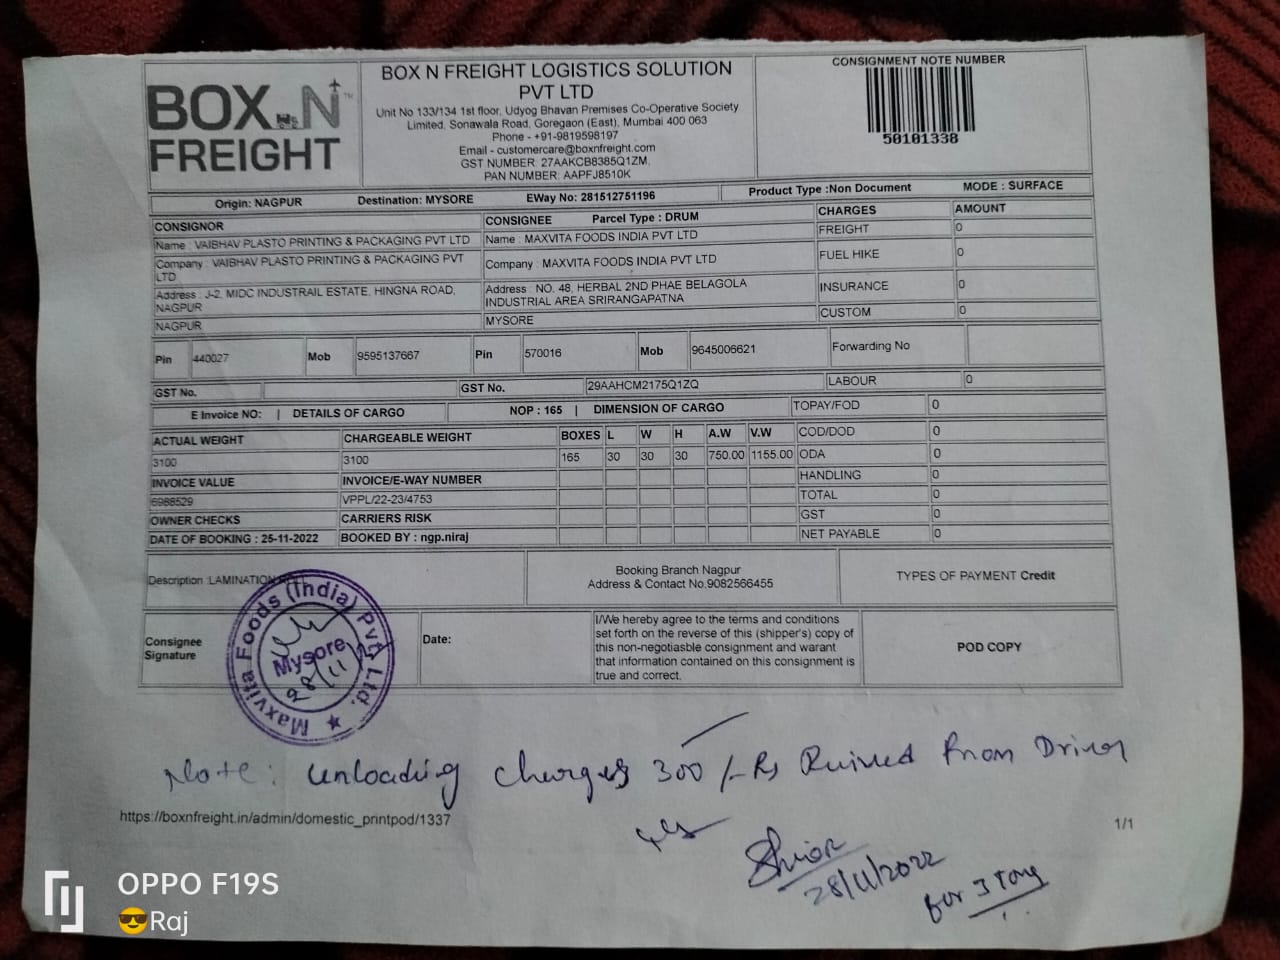 BOX N FREIGHT
BOX N FREIGHT LOGISTICS SOLUTION
PVT LTD
Unit No 133/134 1st floor, Udyog Bhavan Premises Co-Operative Society
Limited, Sonawala Road, Goregaon (East), Mumbai 400 063
Phone - +91-9819598197
Email - customercare@boxnfreight.com
GST NUMBER: 27AAKCB8385Q1ZM,
PAN NUMBER: AAPFJ8510K
CONSIGNMENT NOTE NUMBER
50101338
Origin: NAGPUR Destination: MYSORE EWay No: 281512751196 Product Type :Non Document MODE : SURFACE
CONSIGNOR CONSIGNEE Parcel Type : DRUM CHARGES AMOUNT
Name : VAIBHAV PLASTO PRINTING & PACKAGING PVT LTD Name : MAXVITA FOODS INDIA PVT LTD FREIGHT 0
Company : VAIBHAV PLASTO PRINTING & PACKAGING PVT LTD Company : MAXVITA FOODS INDIA PVT LTD FUEL HIKE 0
Address : J-2, MIDC INDUSTRAIL ESTATE, HINGNA ROAD, NAGPUR Address : NO. 48, HERBAL 2ND PHAE BELAGOLA INDUSTRIAL AREA SRIRANGAPATNA INSURANCE 0
NAGPUR MYSORE CUSTOM 0
Pin 440027 Mob 9595137667 Pin 570016 Mob 9645006621 Forwarding No
GST No. GST No. 29AAHCM2175Q1ZQ LABOUR 0
E Invoice NO: | DETAILS OF CARGO NOP : 165 | DIMENSION OF CARGO TOPAY/FOD 0
ACTUAL WEIGHT CHARGEABLE WEIGHT BOXES L W H A.W V.W COD/DOD 0
3100 3100 165 30 30 30 750.00 1155.00 ODA 0
INVOICE VALUE INVOICE/E-WAY NUMBER HANDLING 0
VPPL/22-23/4753 TOTAL 0
OWNER CHECKS CARRIERS RISK GST 0
DATE OF BOOKING : 25-11-2022 BOOKED BY : ngp.niraj NET PAYABLE 0
Description :LAMINATION
Booking Branch Nagpur
Address & Contact No.9082566455
TYPES OF PAYMENT Credit
Consignee
Signature
Date:
I/We hereby agree to the terms and conditions
set forth on the reverse of this (shipper's) copy of
this non-negotiasble consignment and warant
that information contained on this consignment is
true and correct.
POD COPY
Maxvita Foods (India) Pvt. Ltd.
Mysore
28/11/
Note: unloading charges 300/-Rs Ruived From Driver
https://boxnfreight.in/admin/domestic_printpod/1337
1/1
28/11/2022
for 3 Tong
OPPO F19S
😎Raj